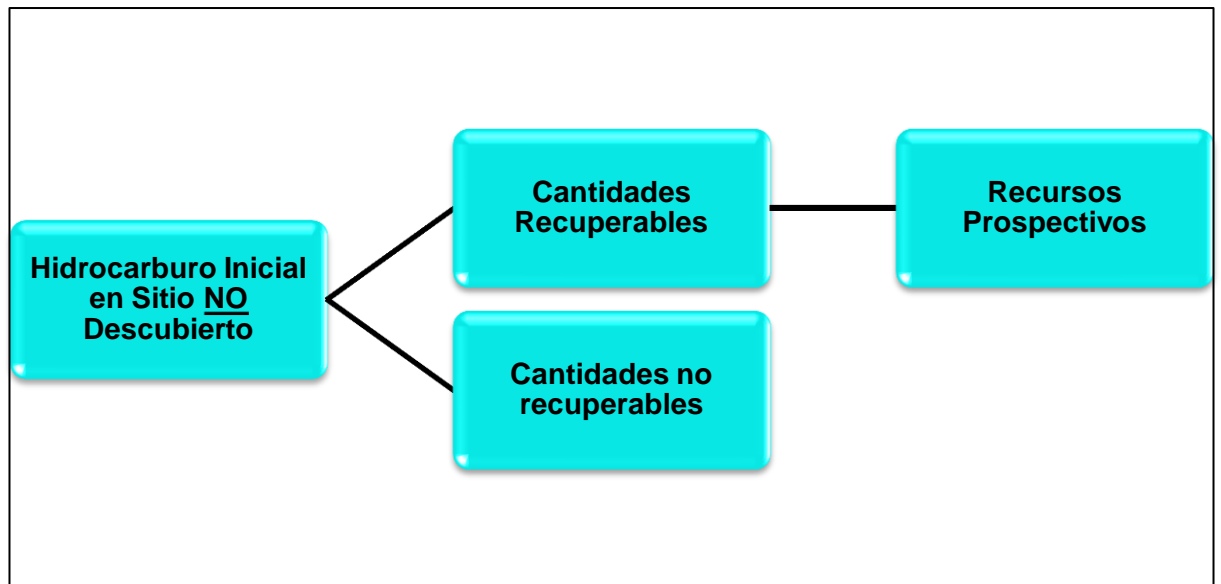 Hidrocarburo Inicial
en Sitio NO
Descubierto
Cantidades
Recuperables
Recursos
Prospectivos
Cantidades no
recuperables